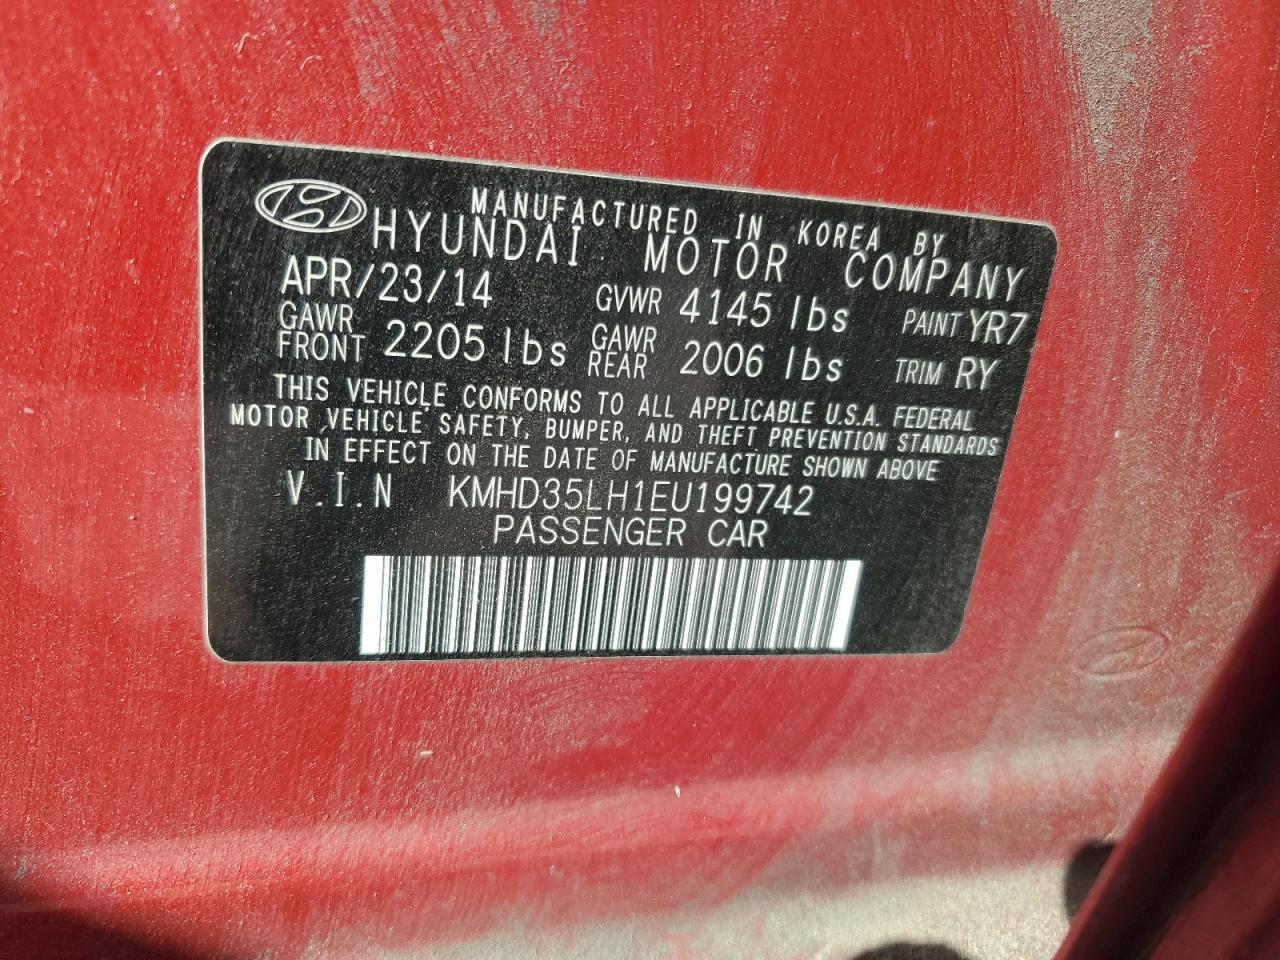 MANUFACTURED IN KOREA BY
HYUNDAI MOTOR COMPANY
APR/23/14 GVWR 4145 lbs PAINT YR7
GAWR FRONT 2205 lbs GAWR REAR 2006 lbs TRIM RY
THIS VEHICLE CONFORMS TO ALL APPLICABLE U.S.A. FEDERAL
MOTOR VEHICLE SAFETY, BUMPER, AND THEFT PREVENTION STANDARDS
IN EFFECT ON THE DATE OF MANUFACTURE SHOWN ABOVE
V.I.N KMHD35LH1EU199742
PASSENGER CAR